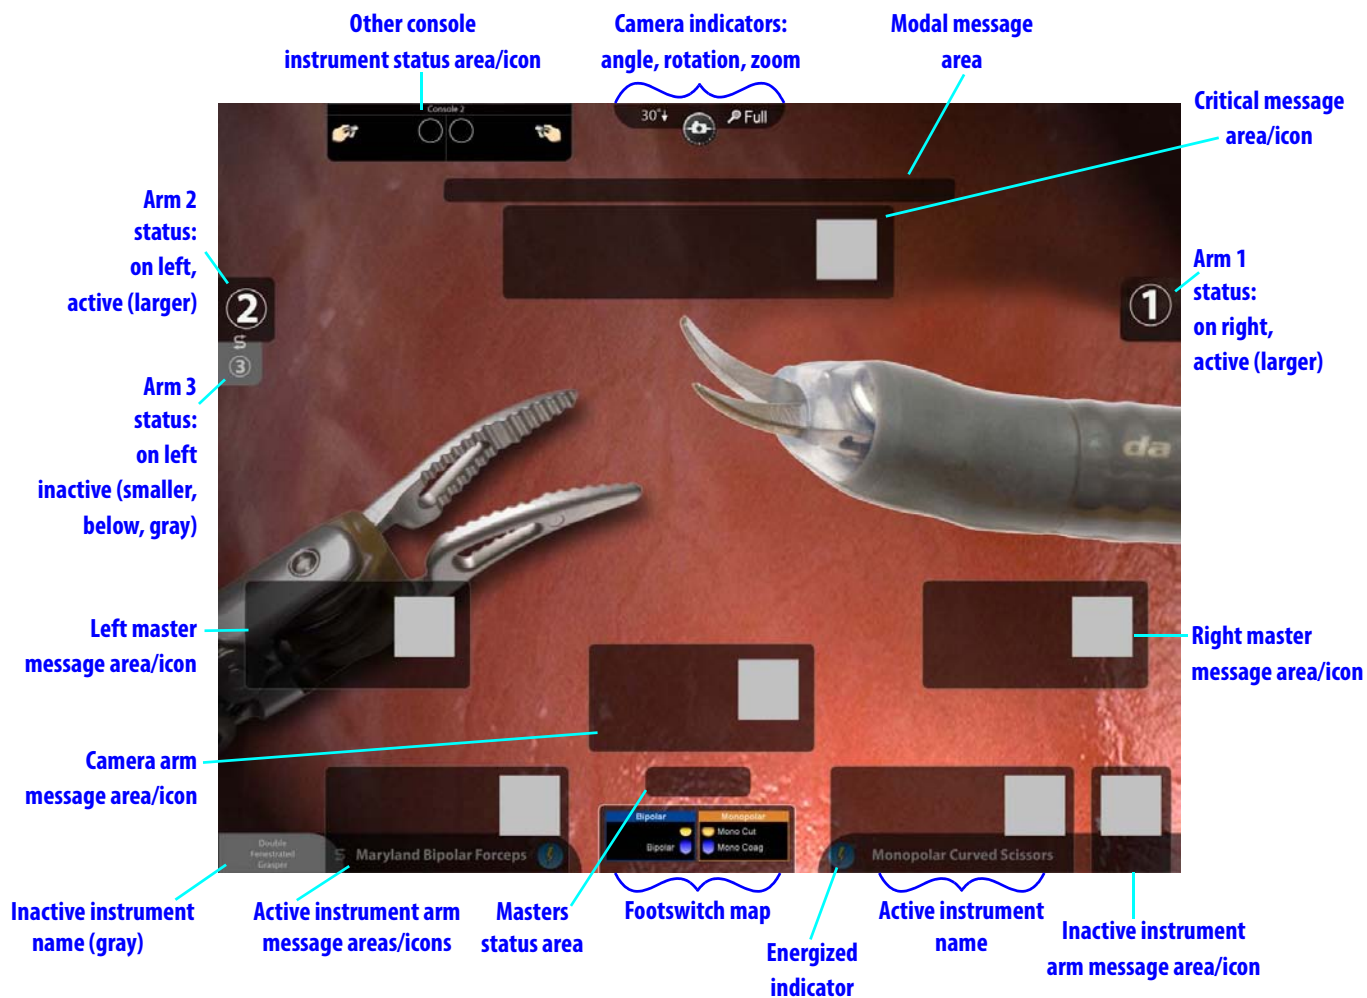 Other console
instrument status area/icon
Camera indicators:
angle, rotation, zoom
Modal message
area
Critical message
area/icon
Console 2
30°
Full
Arm 2
status:
on left,
active (larger)
2
3
Arm 3
status:
on left
inactive (smaller,
below, gray)
Arm 1
status:
on right,
active (larger)
1
da
Left master
message area/icon
Right master
message area/icon
Camera arm
message area/icon
Bipolar
Monopolar
Mono Cut
Bipolar
Mono Coag
Double
Fenestrated
Grasper
Maryland Bipolar Forceps
Monopolar Curved Scissors
Inactive instrument
name (gray)
Active instrument arm
message areas/icons
Masters
status area
Footswitch map
Energized
indicator
Active instrument
name
Inactive instrument
arm message area/icon